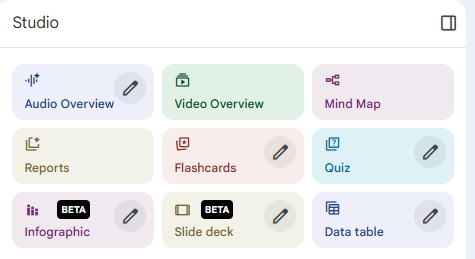 Studio
Audio Overview
Video Overview
Mind Map
Reports
Flashcards
Quiz
BETA
Infographic
BETA
Slide deck
Data table